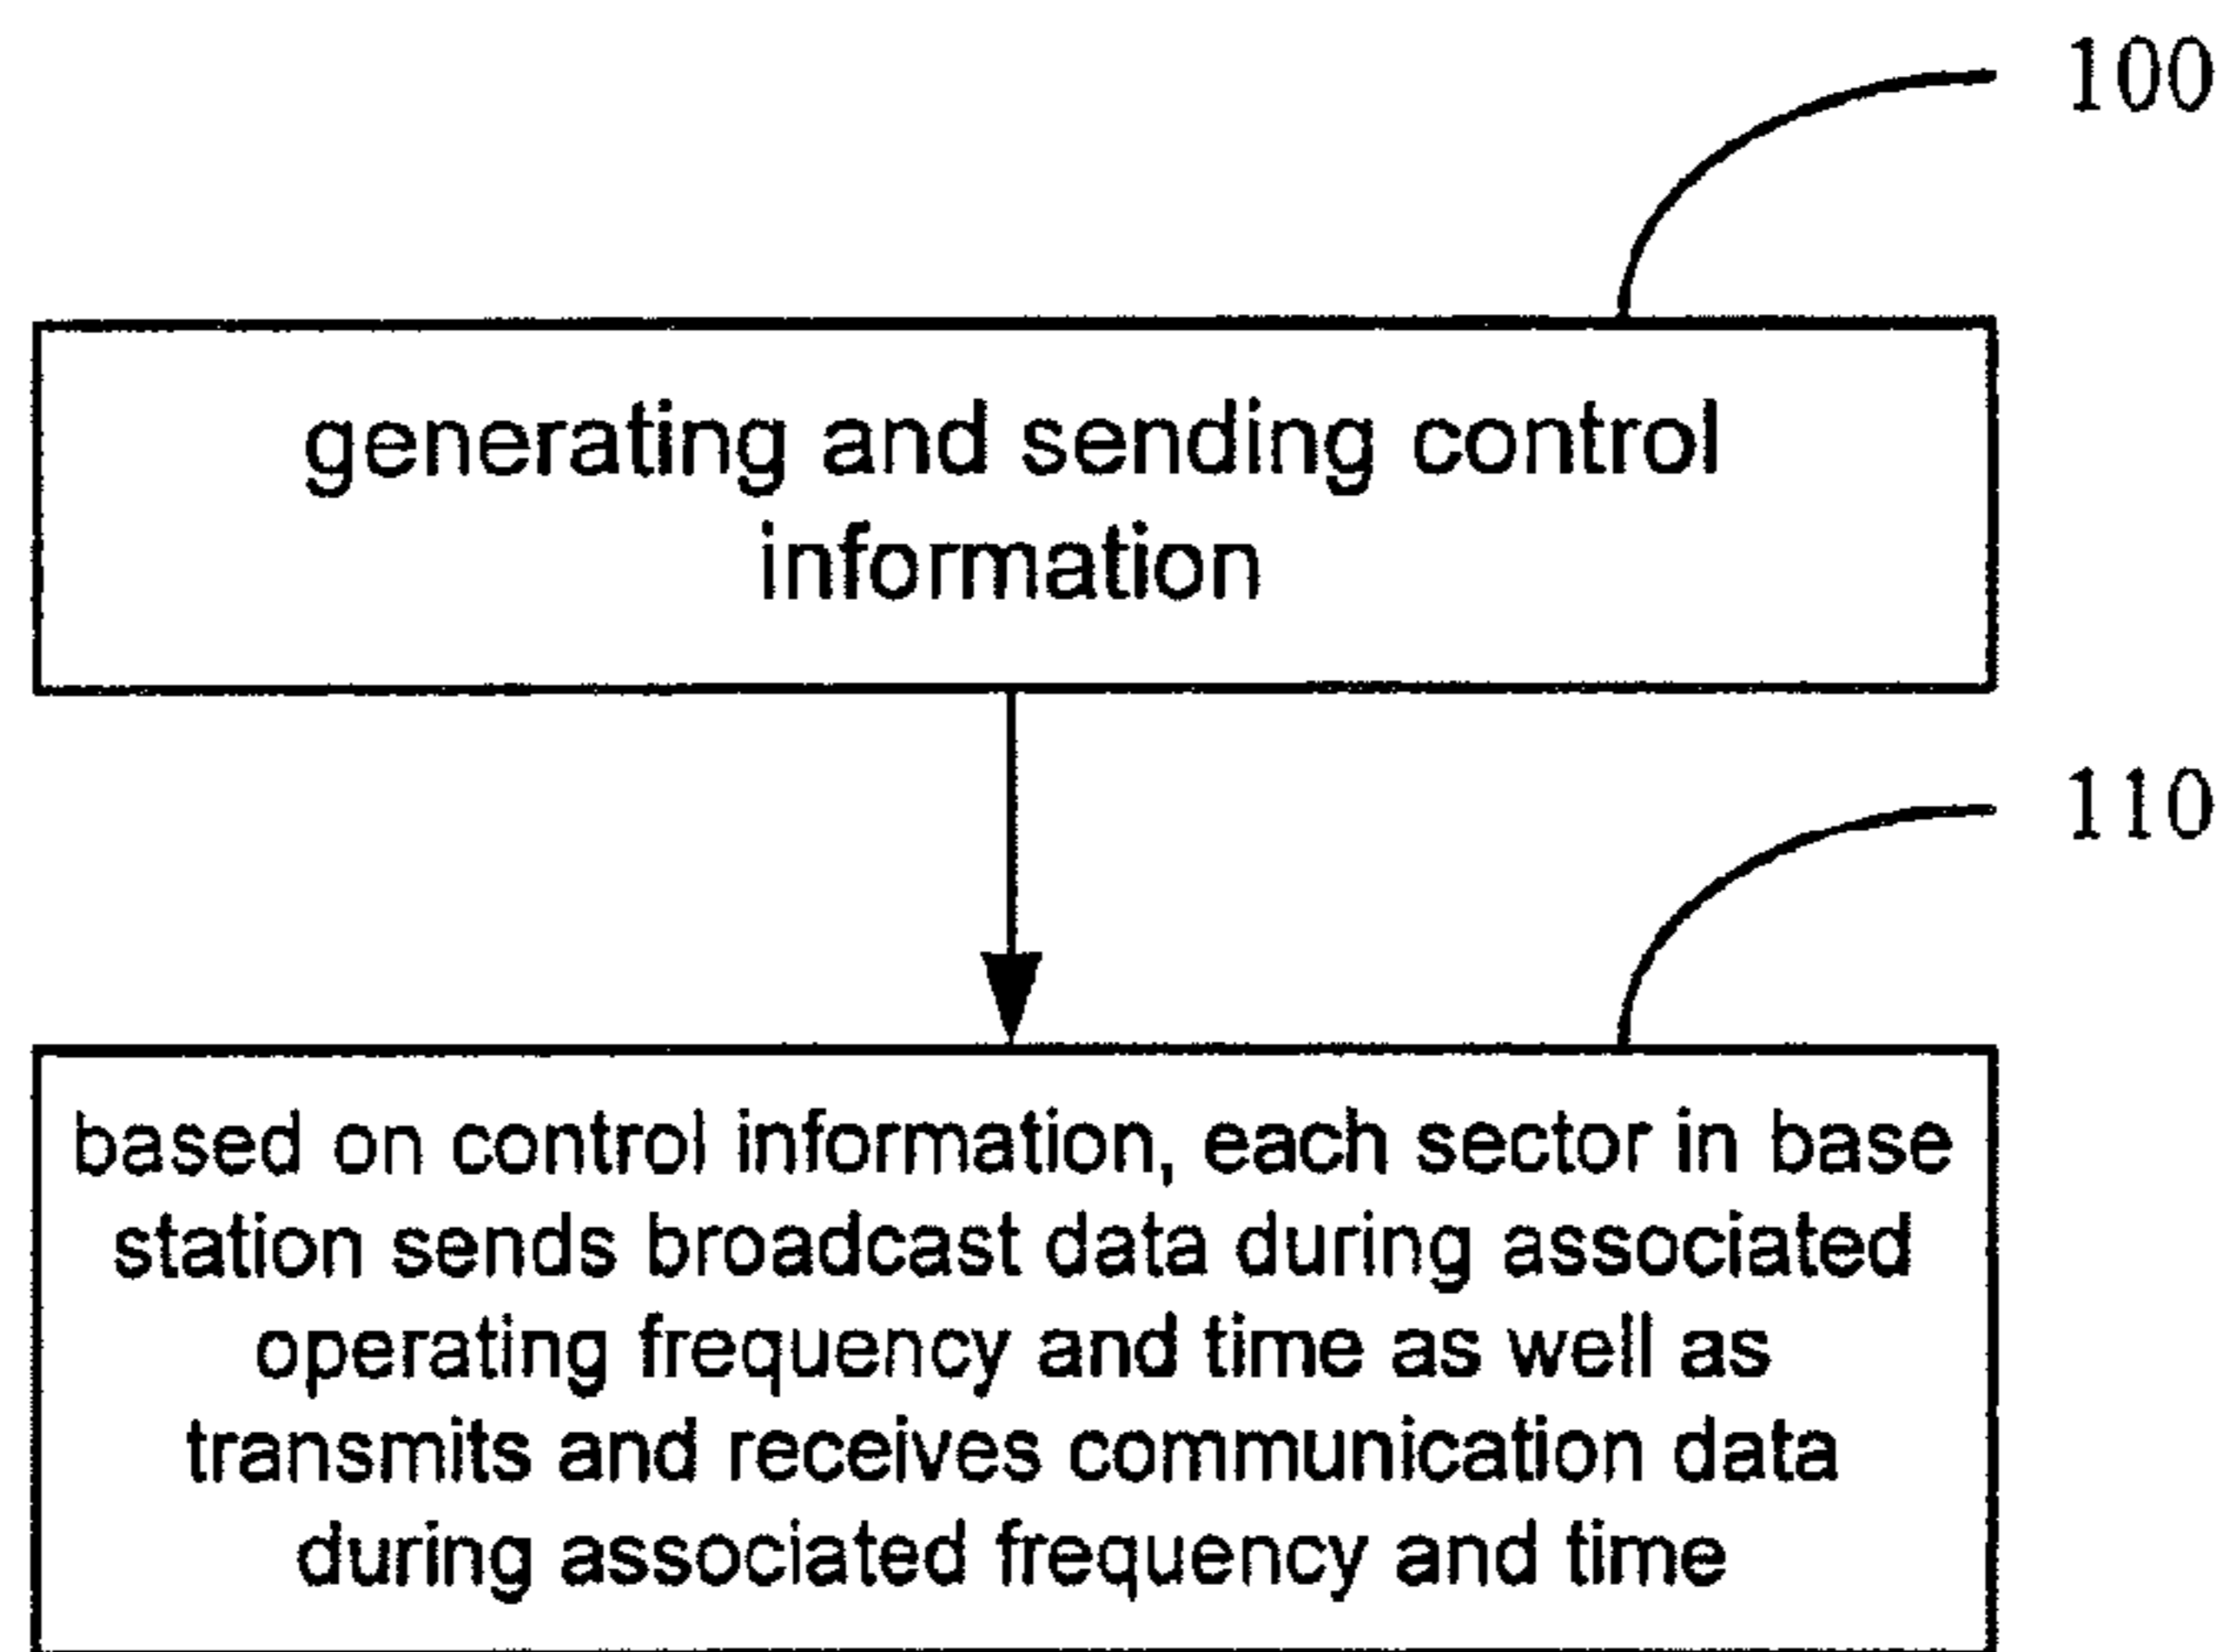 100
generating and sending control
information
110
based on control information, each sector in base
station sends broadcast data during associated
operating frequency and time as well as
transmits and receives communication data
during associated frequency and time